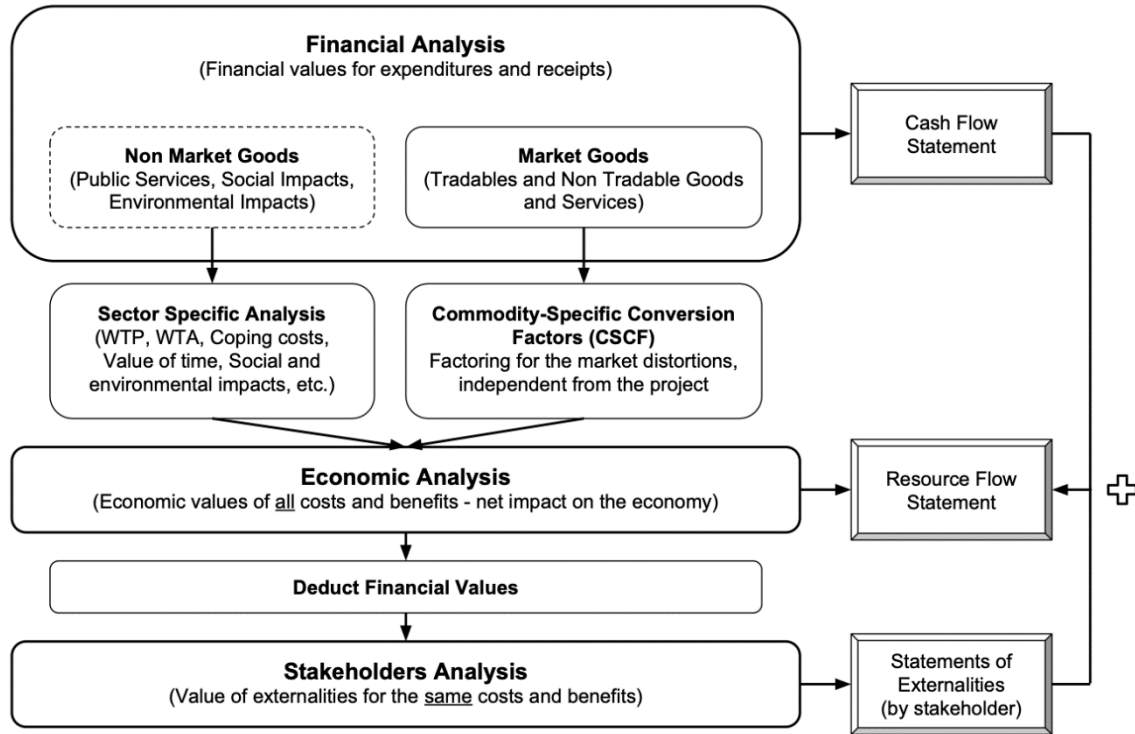 Financial Analysis
(Financial values for expenditures and receipts)
Cash Flow
Statement
Non Market Goods
(Public Services, Social Impacts,
Environmental Impacts)
Market Goods
(Tradables and Non Tradable Goods
and Services)
Sector Specific Analysis
(WTP, WTA, Coping costs,
Value of time, Social and
environmental impacts, etc.)
Commodity-Specific Conversion
Factors (CSCF)
Factoring for the market distortions,
independent from the project
Economic Analysis
(Economic values of all costs and benefits - net impact on the economy)
Resource Flow
Statement
Deduct Financial Values
Stakeholders Analysis
(Value of externalities for the same costs and benefits)
Statements of
Externalities
(by stakeholder)